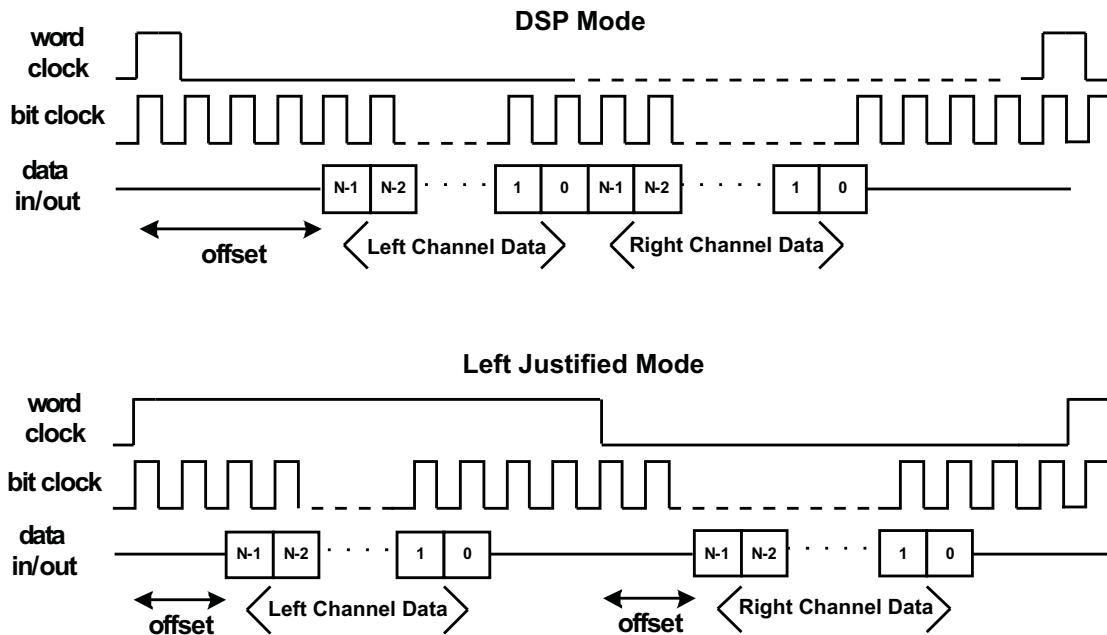 DSP Mode
word
clock
bit clock
data
in/out
N-1 N-2 · · · · · 1 0 N-1 N-2 · · · · · 1 0
offset
Left Channel Data
Right Channel Data
Left Justified Mode
word
clock
bit clock
data
in/out
N-1 N-2 · · · · · 1 0 N-1 N-2 · · · · · 1 0
offset
Left Channel Data
offset
Right Channel Data